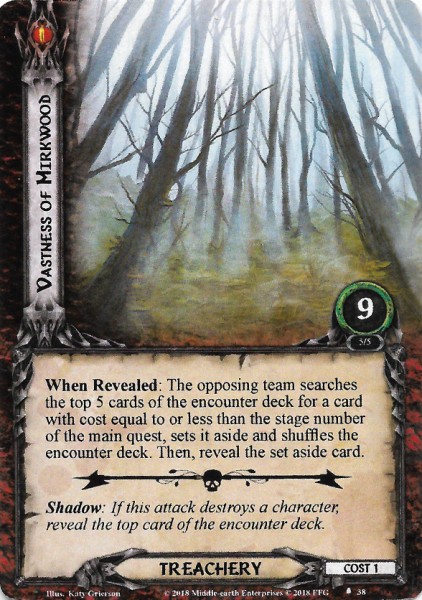 VASTNESS OF MIRKWOOD
9
5/5
When Revealed: The opposing team searches
the top 5 cards of the encounter deck for a card
with cost equal to or less than the stage number
of the main quest, sets it aside and shuffles the
encounter deck. Then, reveal the set aside card.
Shadow: If this attack destroys a character,
reveal the top card of the encounter deck.
TREACHERY
COST 1
Illus. Katy Grierson
© 2018 Middle-earth Enterprises © 2018 FFG
38